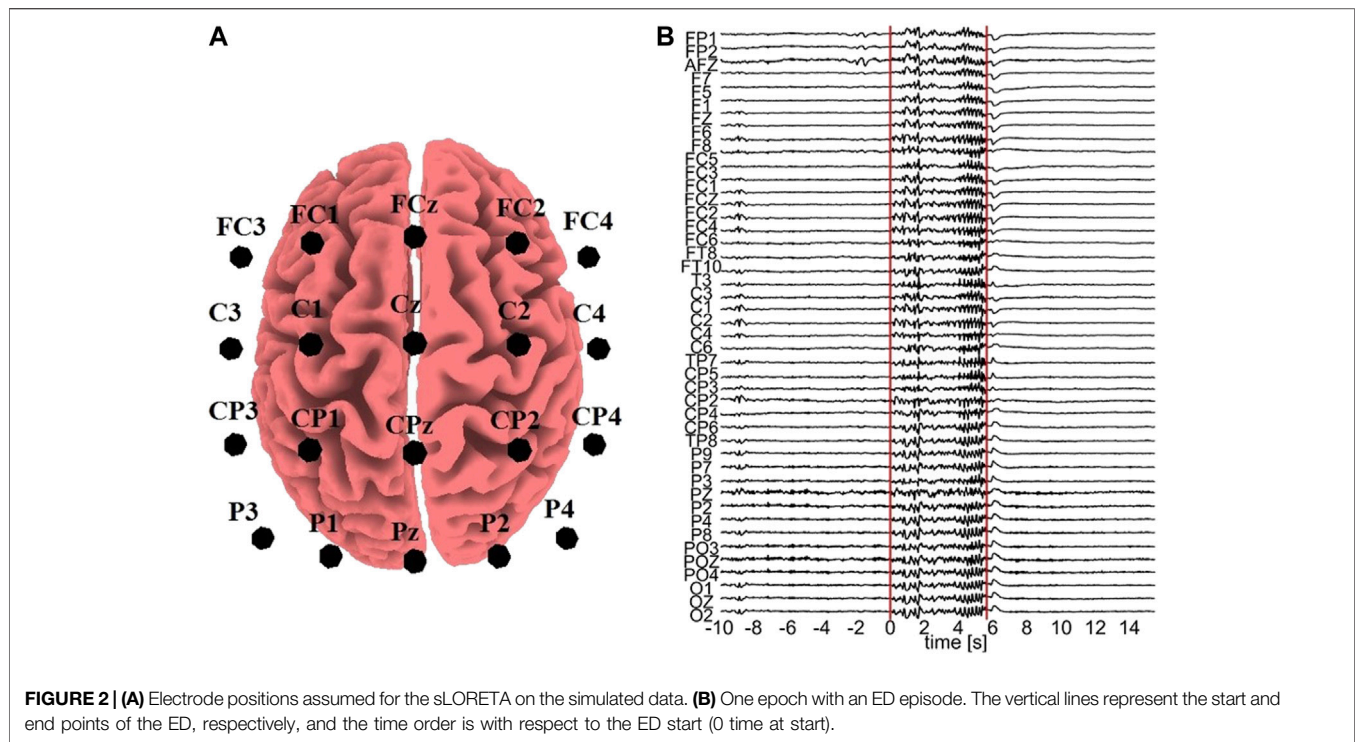 A
B
FC3
FC1
FCz
FC2
FC4
C3
C1
Cz
C2
C4
CP3
CP1
CPz
CP2
CP4
P3
P1
Pz
P2
P4
FP1
FP2
AFZ
F7
F5
F1
FZ
F6
F8
FC5
FC3
FC1
FCZ
FC2
FC4
FC6
FT8
FT10
T3
C3
C1
C2
C4
C6
TP7
CP5
CP3
CP2
CP4
CP6
TP8
P9
P7
P3
PZ
P2
P4
P8
PO3
POZ
PO4
O1
OZ
O2
-10 -8 -6 -4 -2 0 2 4 6 8 10 12 14
time [s]
FIGURE 2 | (A) Electrode positions assumed for the sLORETA on the simulated data. (B) One epoch with an ED episode. The vertical lines represent the start and
end points of the ED, respectively, and the time order is with respect to the ED start (0 time at start).